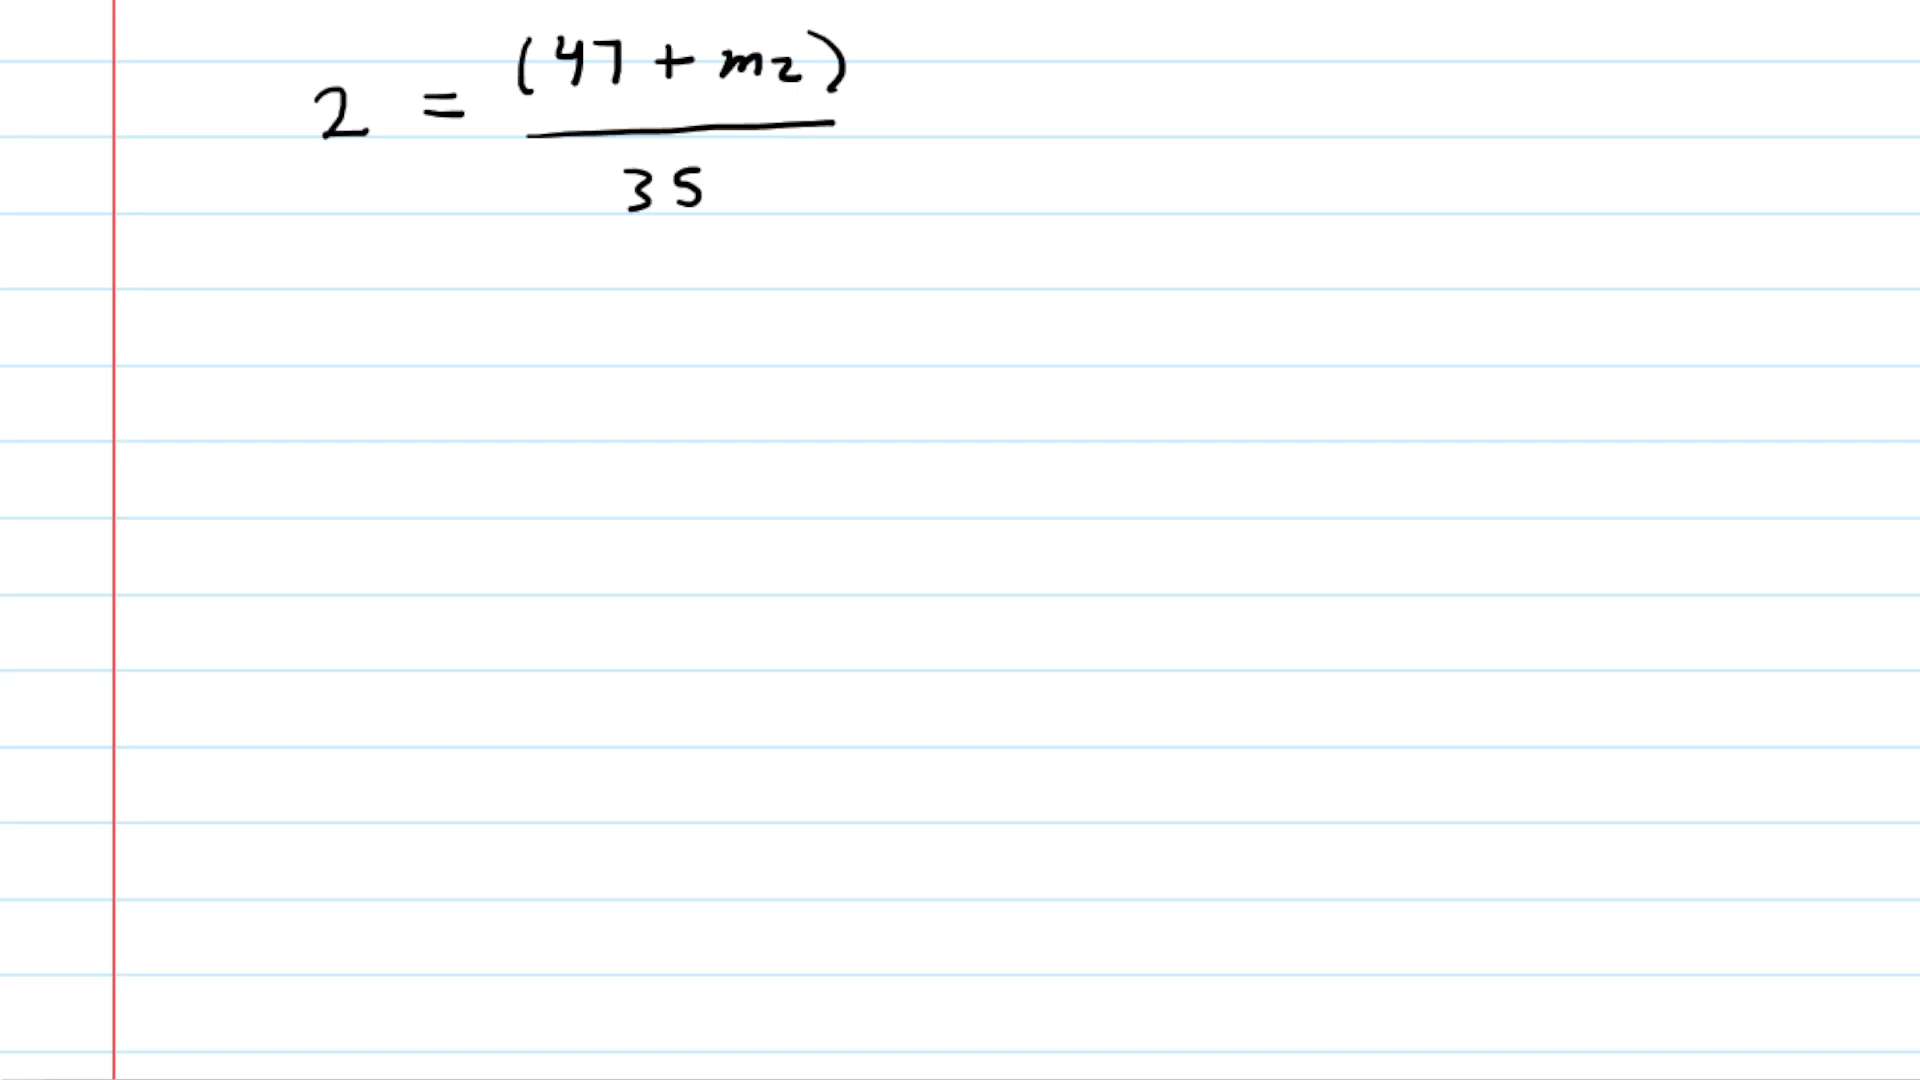 2 = (47 + m2)
35